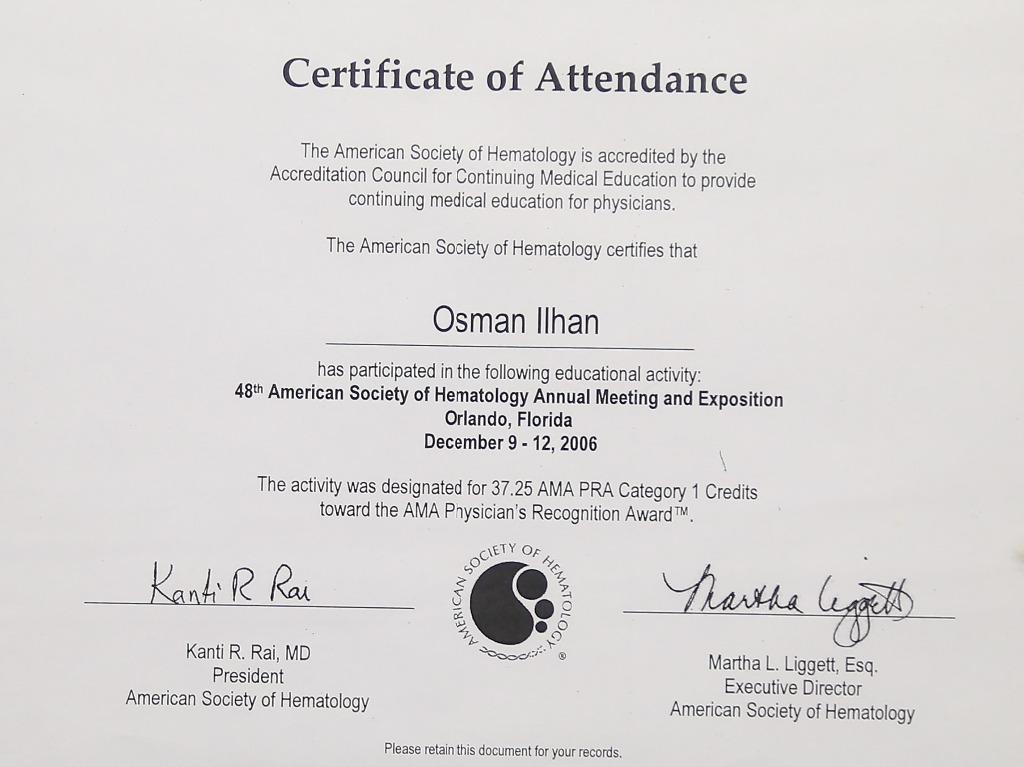 Certificate of Attendance
The American Society of Hematology is accredited by the
Accreditation Council for Continuing Medical Education to provide
continuing medical education for physicians.
The American Society of Hematology certifies that
Osman Ilhan
has participated in the following educational activity:
48th American Society of Hematology Annual Meeting and Exposition
Orlando, Florida
December 9 - 12, 2006
The activity was designated for 37.25 AMA PRA Category 1 Credits
toward the AMA Physician's Recognition Award™.
Kanti R Rai
AMERICAN SOCIETY OF HEMATOLOGY ®
Martha Liggett
Kanti R. Rai, MD
President
American Society of Hematology
Martha L. Liggett, Esq.
Executive Director
American Society of Hematology
Please retain this document for your records.